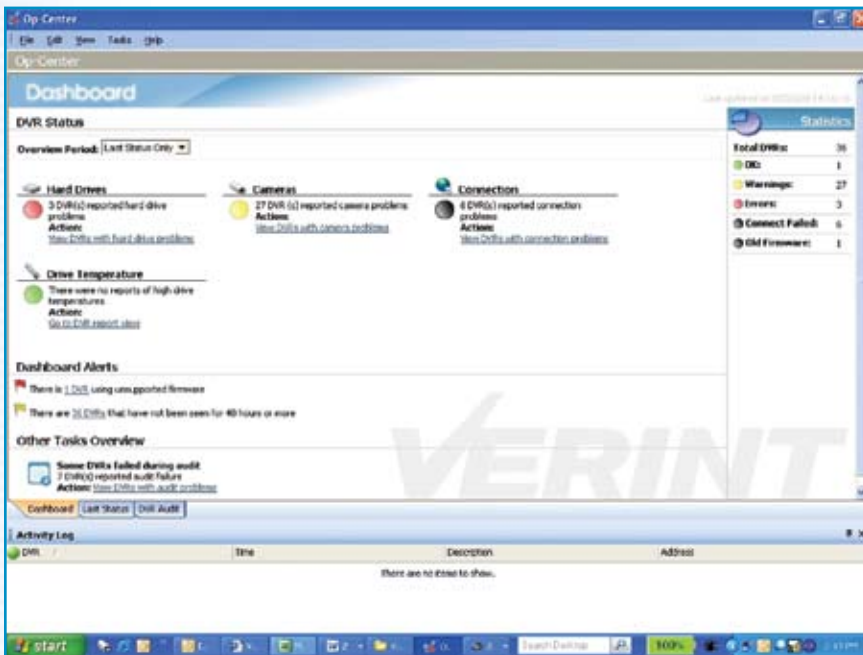 Op-Center
File Edit View Tasks Help
Op-Center
Dashboard
DVR Status
Overview Period: Last Status Only
Statistics
Total DVRs: 36
OK: 1
Warnings: 27
Errors: 3
Connect Failed: 6
Old Firmware: 1
Hard Drives
3 DVR(s) reported hard drive
problems
Action:
View DVRs with hard drive problems
Cameras
27 DVR (s) reported camera problems
Action:
View DVRs with camera problems
Connection
6 DVR(s) reported connection
problems
Action:
View DVRs with connection problems
Drive Temperature
There were no reports of high drive
temperatures
Action:
Go to DVR report view
Dashboard Alerts
There is 1 DVR using unsupported firmware
There are 36 DVRs that have not been seen for 48 hours or more
Other Tasks Overview
Some DVRs failed during audit
7 DVR(s) reported audit failure
Action: View DVRs with audit problems
VERINT
Dashboard Last Status DVR Audit
Activity Log
DVR Time Description Address
There are no items to show.
start Search Desktop 100%